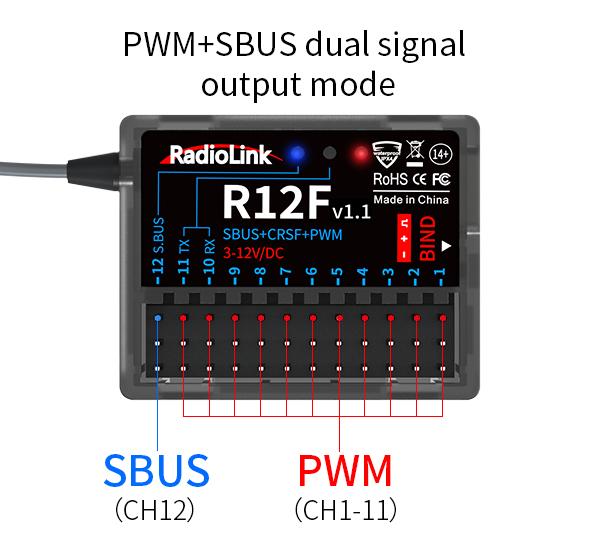 PWM+SBUS dual signal
output mode
RadioLink
waterproof
IPX4
14+
RoHS CE FC
Made in China
R12F v1.1
SBUS+CRSF+PWM
3-12V/DC
BIND
- + 
12 S.BUS
11 TX
10 RX
9
8
7
6
5
4
3
2
1
SBUS
(CH12)
PWM
(CH1-11)